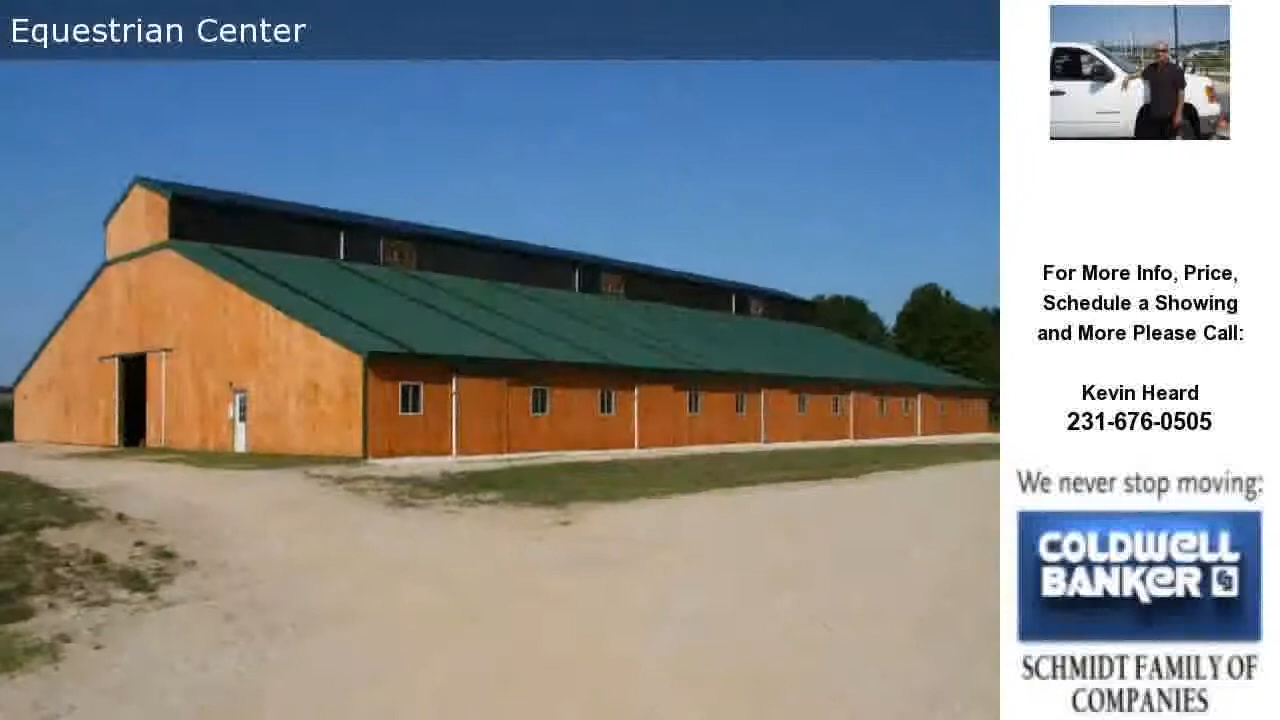 Equestrian Center
For More Info, Price,
Schedule a Showing
and More Please Call:
Kevin Heard
231-676-0505
We never stop moving:
COLDWELL
BANKER
SCHMIDT FAMILY OF
COMPANIES